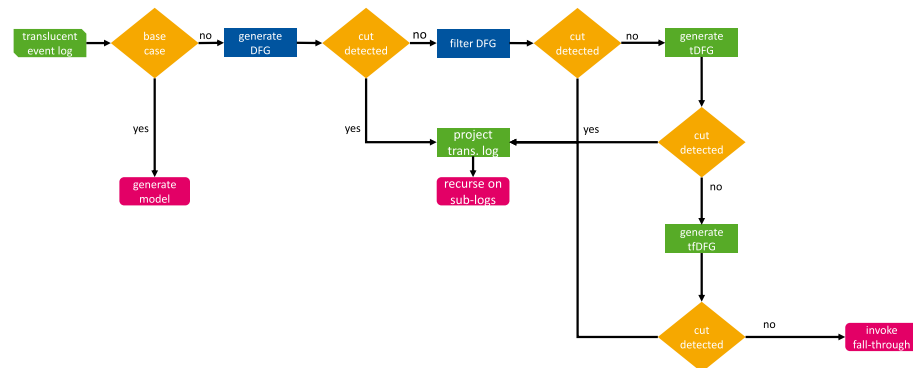 translucent
event log
base
case
no
generate
DFG
cut
detected
no
filter DFG
cut
detected
no
generate
tDFG
yes
yes
project
trans. log
yes
cut
detected
generate
model
recurse on
sub-logs
no
generate
tfDFG
cut
detected
no
invoke
fall-through